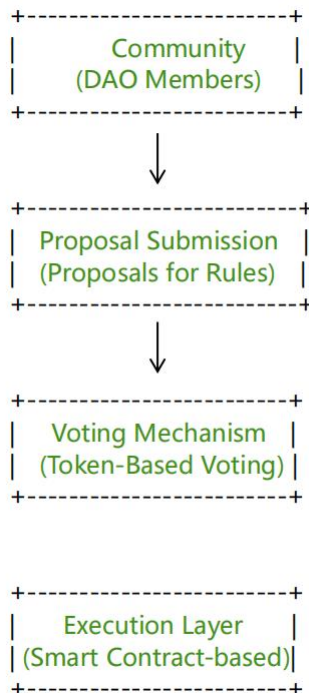 Community
(DAO Members)
Proposal Submission
(Proposals for Rules)
Voting Mechanism
(Token-Based Voting)
Execution Layer
(Smart Contract-based)